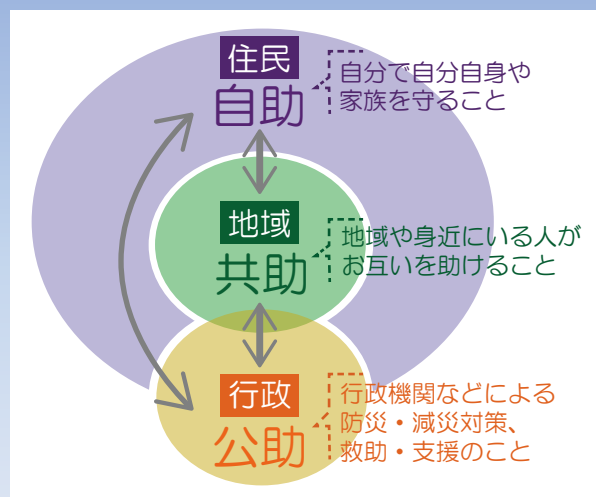 住民
自助
自分で自分自身や
家族を守ること
地域
共助
地域や身近にいる人が
お互いを助けること
行政
公助
行政機関などによる
防災・減災対策、
救助・支援のこと